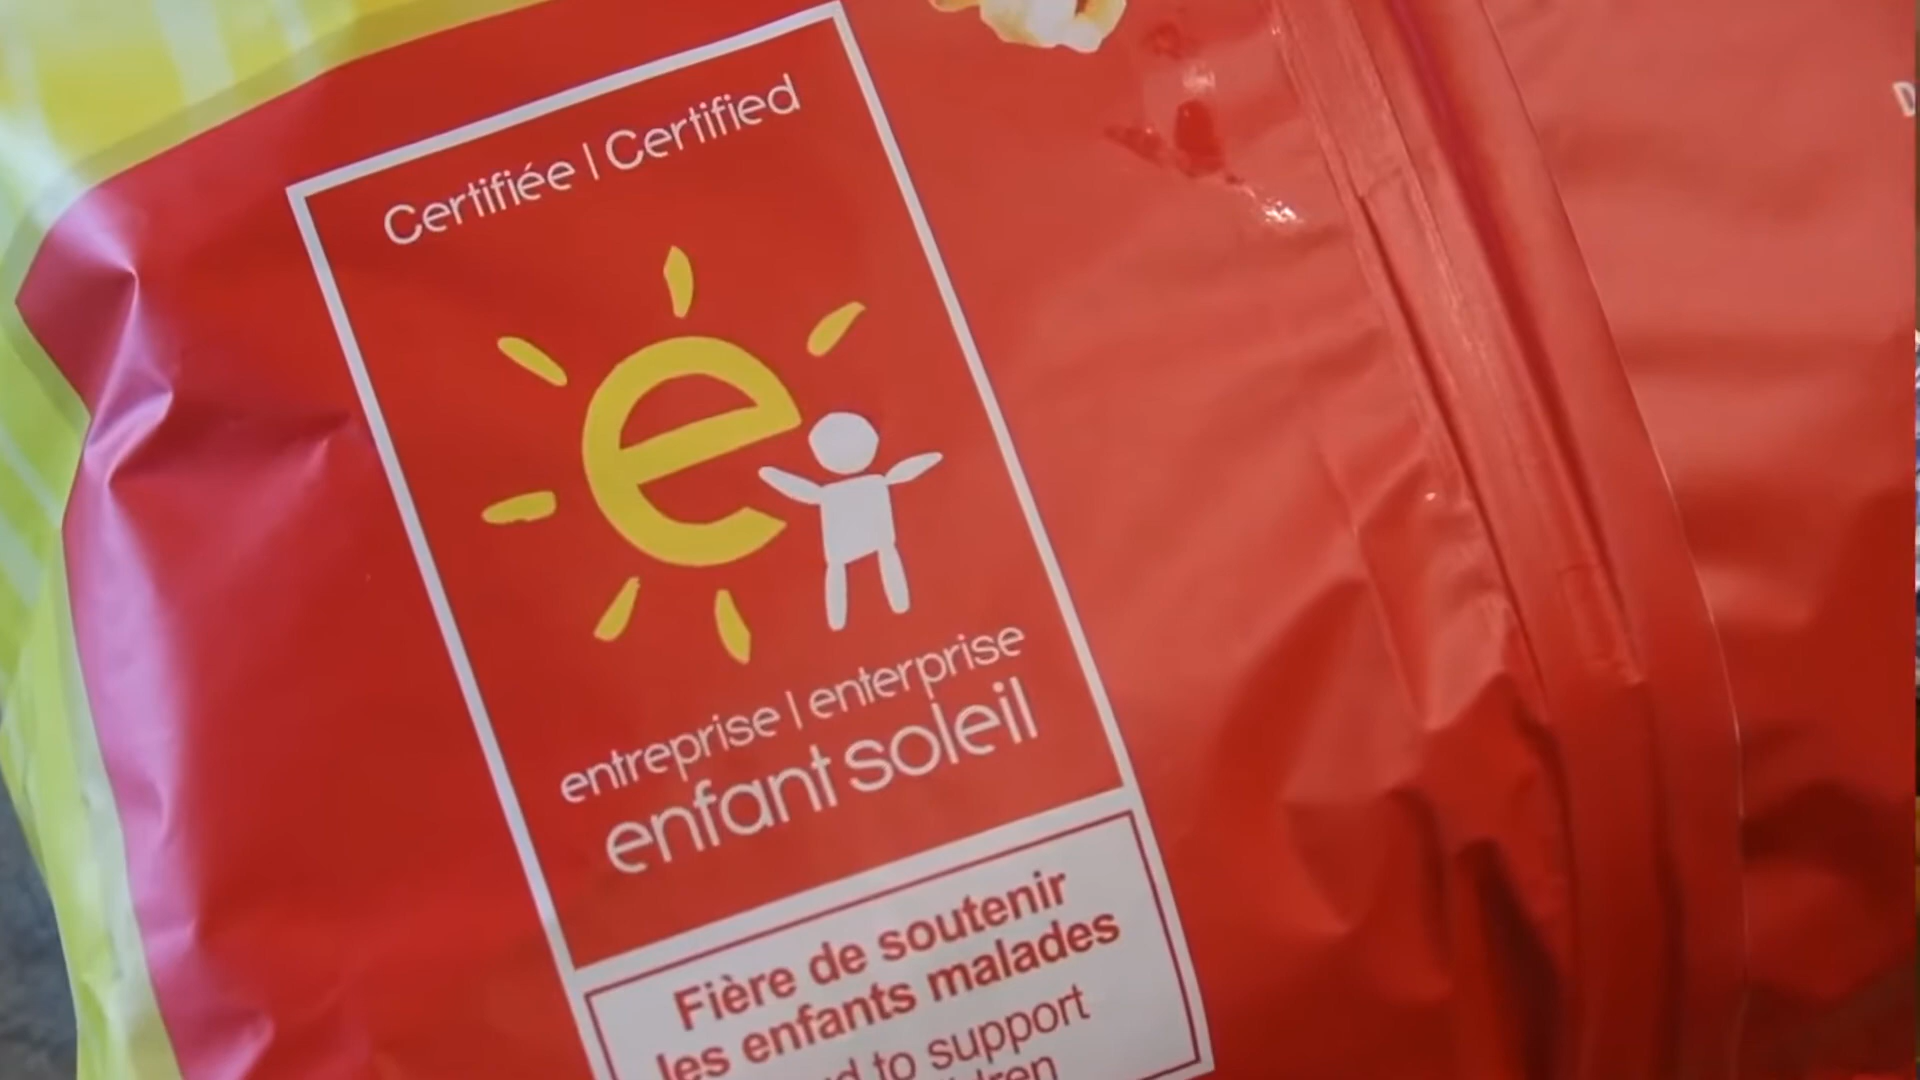 Certifiée | Certified
e
entreprise | enterprise
enfant soleil
Fière de soutenir
les enfants malades
to support
D